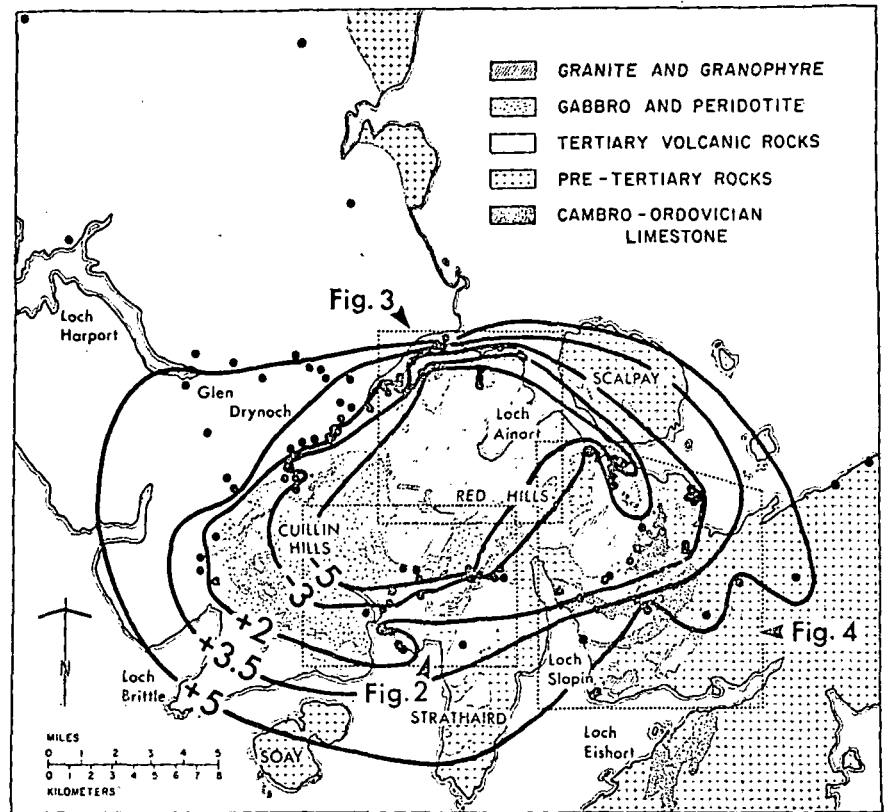 GRANITE AND GRANOPHYRE
GABBRO AND PERIDOTITE
TERTIARY VOLCANIC ROCKS
PRE-TERTIARY ROCKS
CAMBRO-ORDOVICIAN
LIMESTONE
Fig. 3
Loch
Harport
SCALPAY
Glen
Drynoch
Loch
Ainort
RED HILLS
CUILLIN
HILLS
-5
-3
+2
+3.5
+5
Fig. 4
N
Loch
Brittle
Fig. 2
Loch
Slapin
STRATHAIRD
SOAY
Loch
Eishort
MILES
0 1 2 3 4 5
0 1 2 3 4 5 6 7 8
KILOMETERS